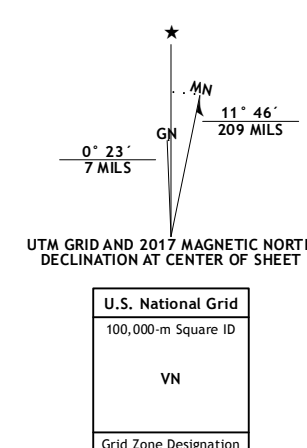 ★
MN
GN
11° 46´
209 MILS
0° 23´
7 MILS
UTM GRID AND 2017 MAGNETIC NORTH
DECLINATION AT CENTER OF SHEET
U.S. National Grid
100,000-m Square ID
VN
Grid Zone Designation